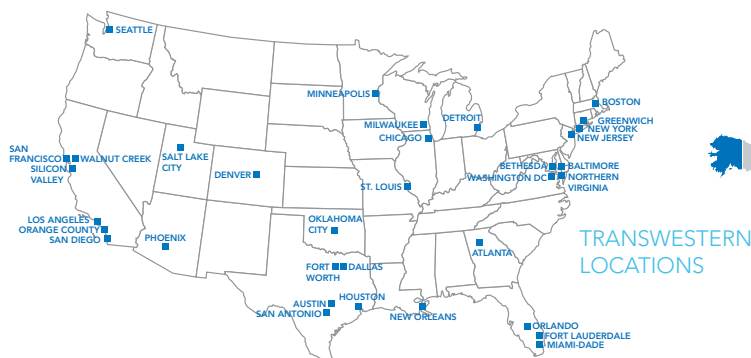 SEATTLE
MINNEAPOLIS
MILWAUKEE
CHICAGO
DETROIT
BOSTON
GREENWICH
NEW YORK
NEW JERSEY
SAN
FRANCISCO
WALNUT CREEK
SILICON
VALLEY
SALT LAKE
CITY
DENVER
ST. LOUIS
BETHESDA
BALTIMORE
WASHINGTON DC
NORTHERN
VIRGINIA
LOS ANGELES
ORANGE COUNTY
SAN DIEGO
PHOENIX
OKLAHOMA
CITY
ATLANTA
TRANSWESTERN
LOCATIONS
FORT
WORTH
DALLAS
AUSTIN
SAN ANTONIO
HOUSTON
NEW ORLEANS
ORLANDO
FORT LAUDERDALE
MIAMI-DADE